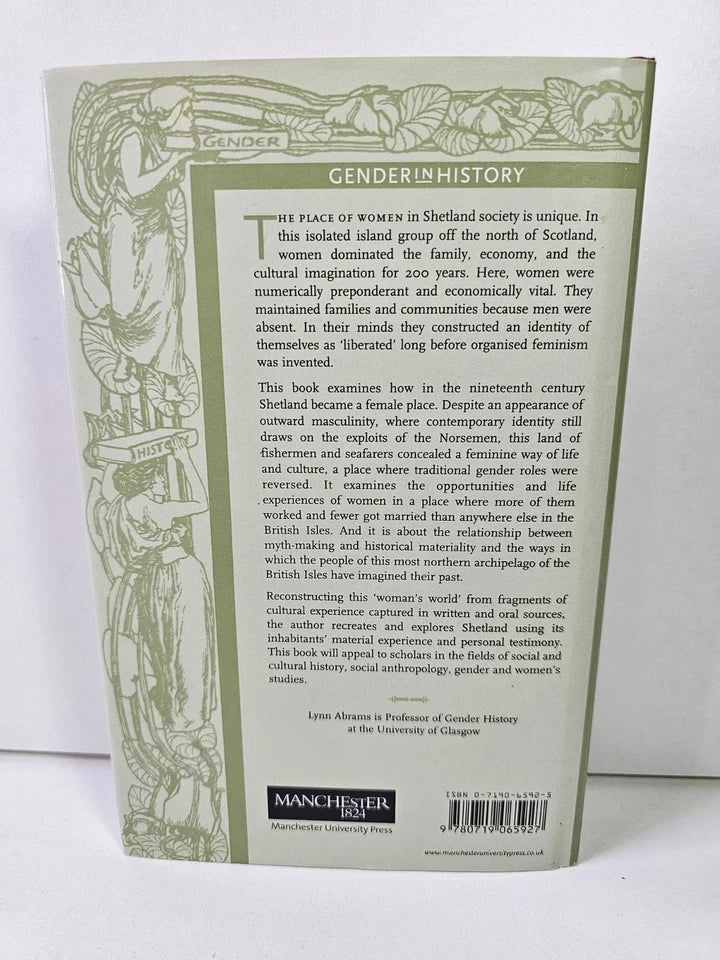 GENDER
GENDER IN HISTORY
THE PLACE OF WOMEN in Shetland society is unique. In
this isolated island group off the north of Scotland,
women dominated the family, economy, and the
cultural imagination for 200 years. Here, women were
numerically preponderant and economically vital. They
maintained families and communities because men were
absent. In their minds they constructed an identity of
themselves as 'liberated' long before organised feminism
was invented.
This book examines how in the nineteenth century
Shetland became a female place. Despite an appearance of
outward masculinity, where contemporary identity still
draws on the exploits of the Norsemen, this land of
fishermen and seafarers concealed a feminine way of life
and culture, a place where traditional gender roles were
reversed. It examines the opportunities and life
experiences of women in a place where more of them
worked and fewer got married than anywhere else in the
British Isles. And it is about the relationship between
myth-making and historical materiality and the ways in
which the people of this most northern archipelago of the
British Isles have imagined their past.
Reconstructing this 'woman's world' from fragments of
cultural experience captured in written and oral sources,
the author recreates and explores Shetland using its
inhabitants' material experience and personal testimony.
This book will appeal to scholars in the fields of social and
cultural history, social anthropology, gender and women's
studies.
Lynn Abrams is Professor of Gender History
at the University of Glasgow
HISTO
MANCHESTER
1824
Manchester University Press
ISBN 0-7190-6592-5
9 780719 065927
www.manchesteruniversitypress.co.uk